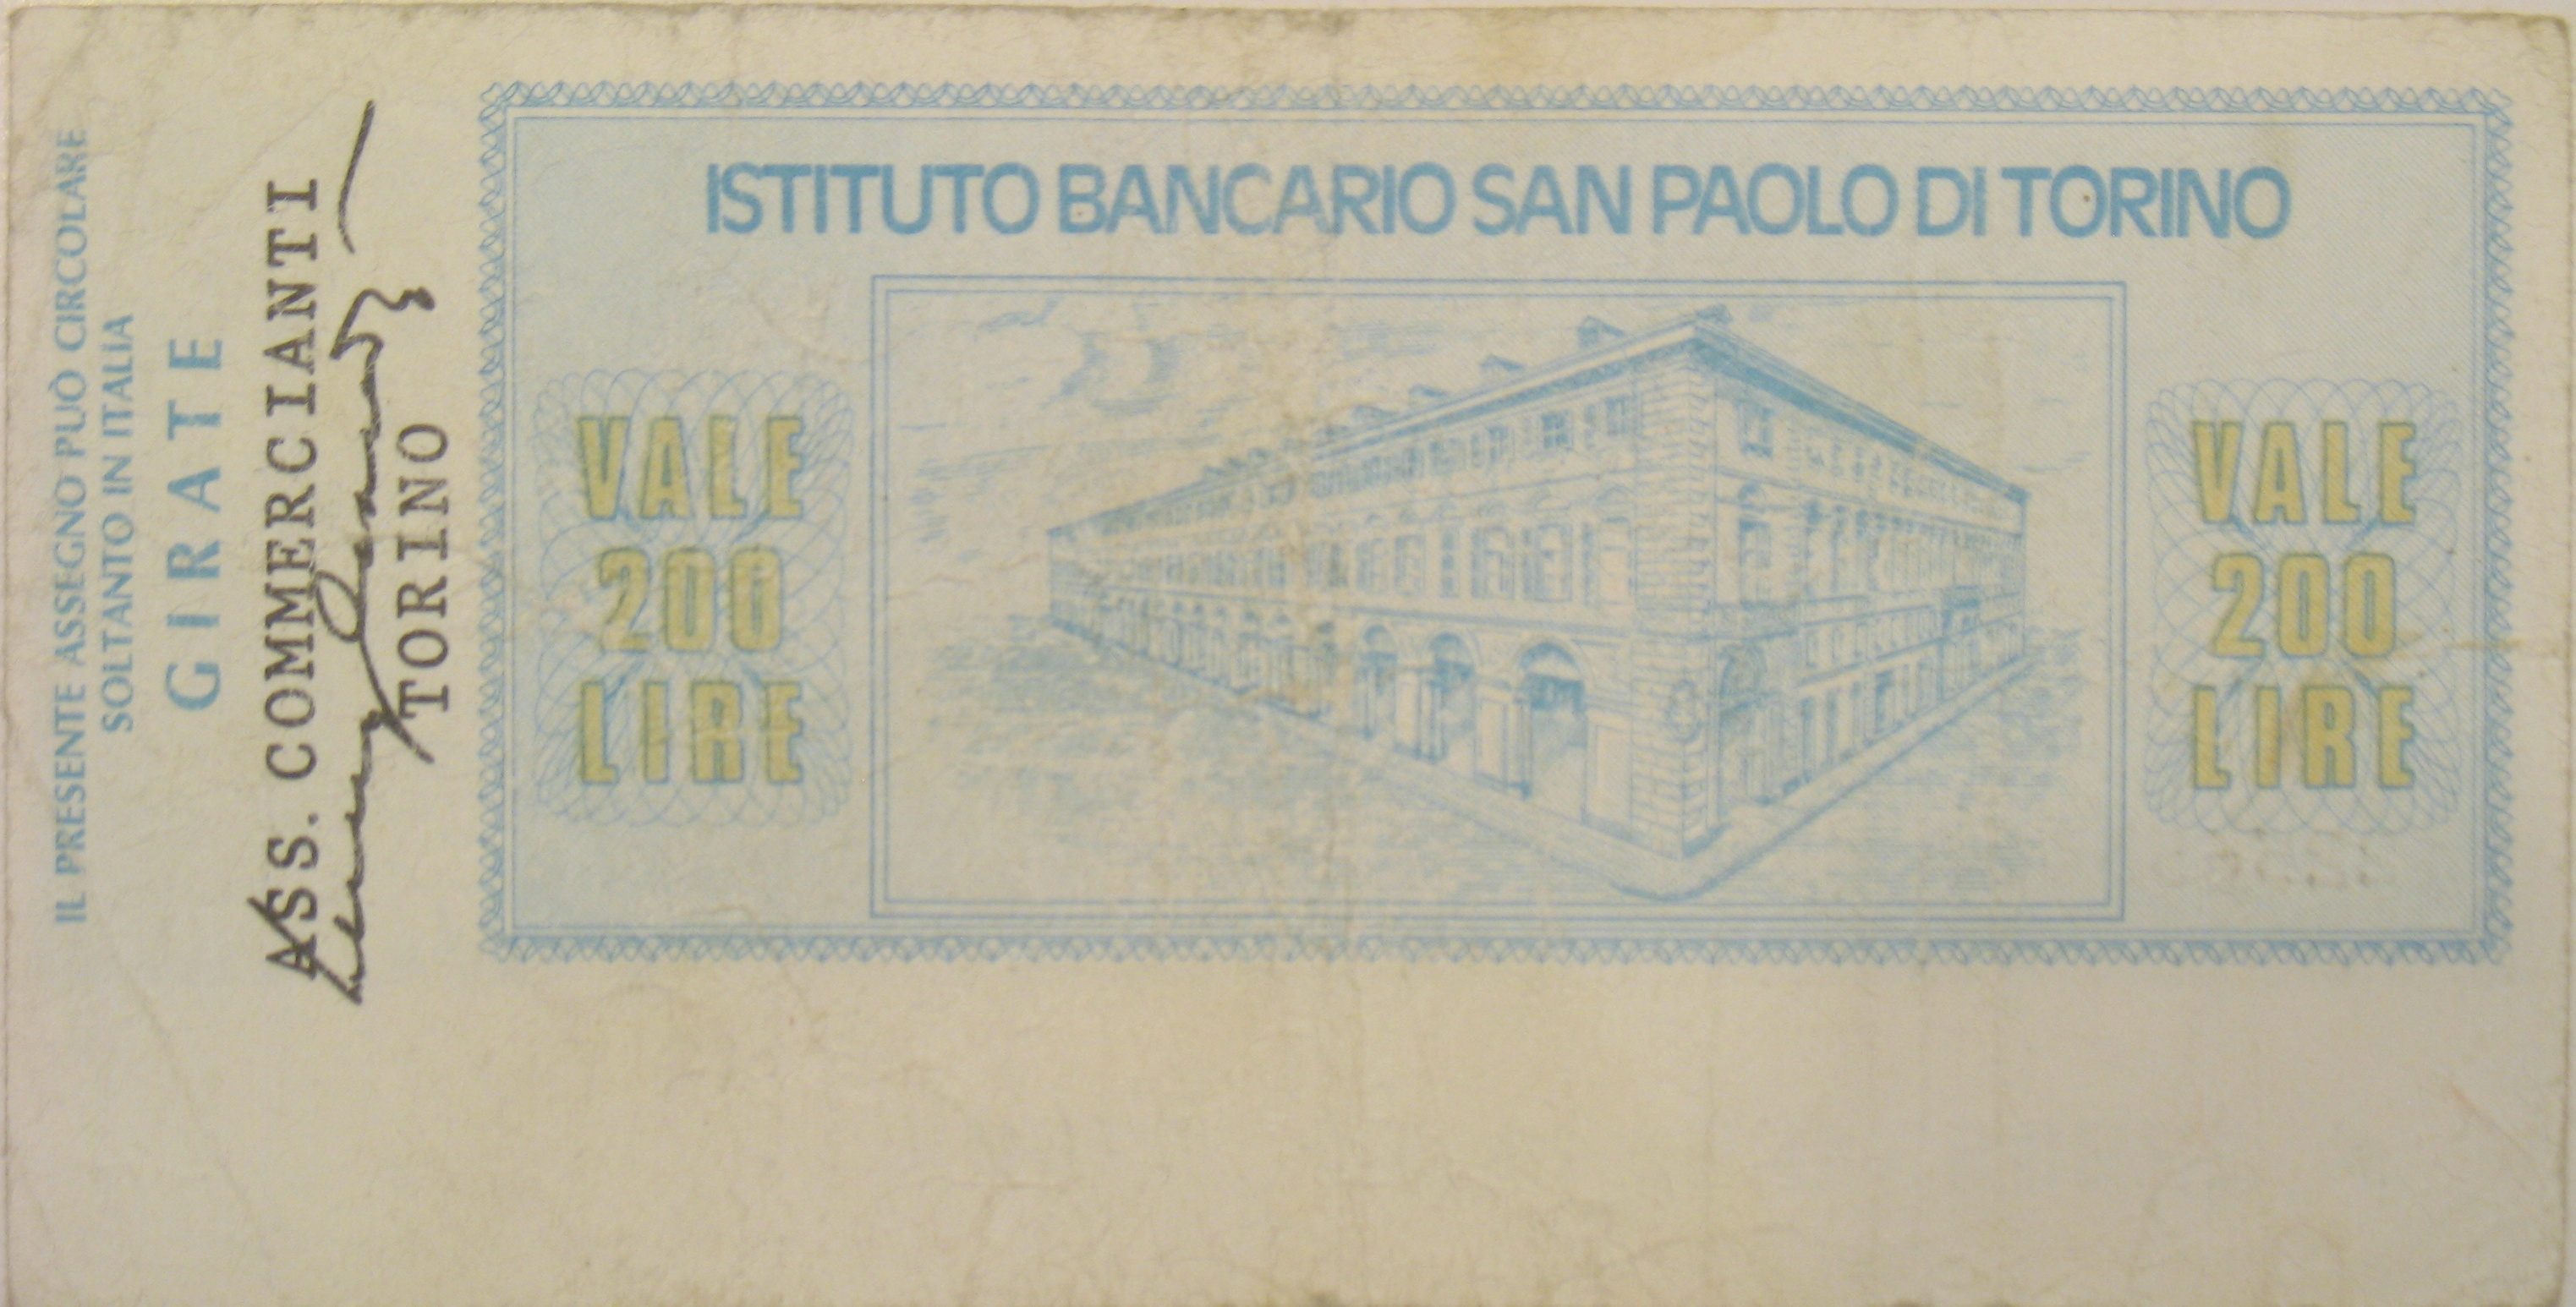 IL PRESENTE ASSEGNO PUÒ CIRCOLARE
SOLTANTO IN ITALIA
GIRATE
ASS. COMMERCIANTI
TORINO
ISTITUTO BANCARIO SAN PAOLO DI TORINO
VALE
200
LIRE
VALE
200
LIRE